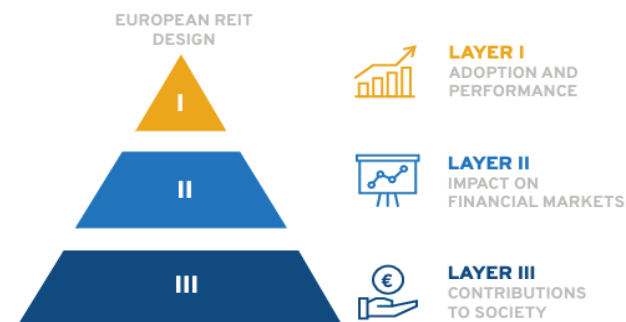 EUROPEAN REIT
DESIGN
I
II
III
LAYER I
ADOPTION AND
PERFORMANCE
LAYER II
IMPACT ON
FINANCIAL MARKETS
€
LAYER III
CONTRIBUTIONS
TO SOCIETY